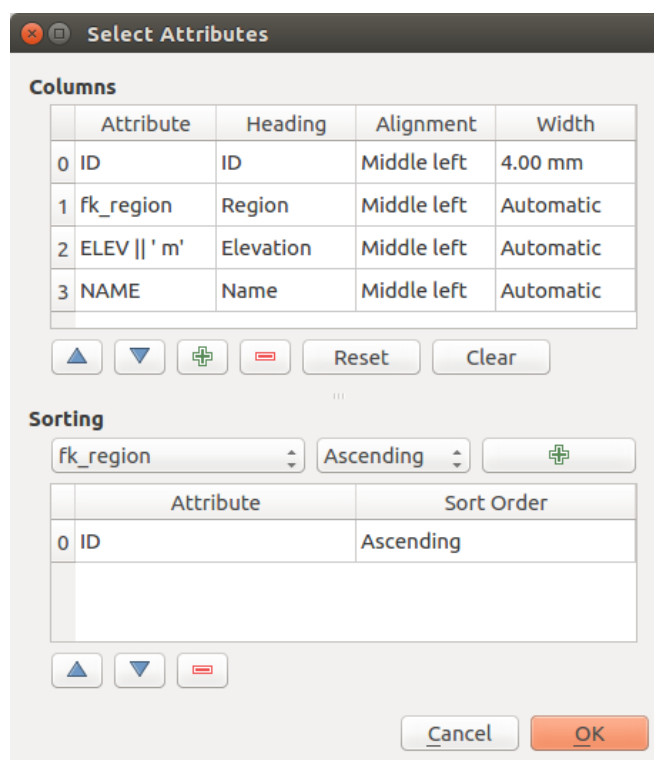 Select Attributes
Columns
Attribute Heading Alignment Width
0 ID ID Middle left 4.00 mm
1 fk_region Region Middle left Automatic
2 ELEV || ' m' Elevation Middle left Automatic
3 NAME Name Middle left Automatic
Reset Clear
Sorting
fk_region Ascending
Attribute Sort Order
0 ID Ascending
Cancel OK